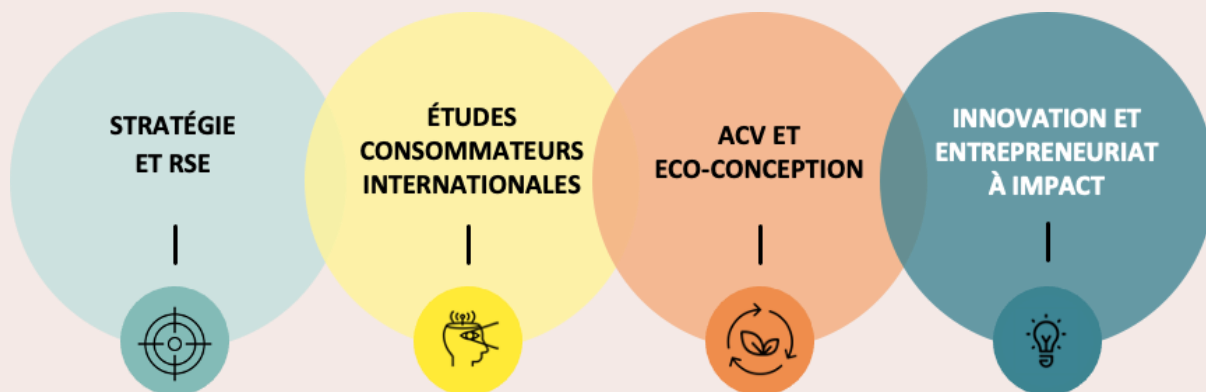 STRATÉGIE
ET RSE
ÉTUDES
CONSOMMATEURS
INTERNATIONALES
ACV ET
ECO-CONCEPTION
INNOVATION ET
ENTREPRENEURIAT
À IMPACT